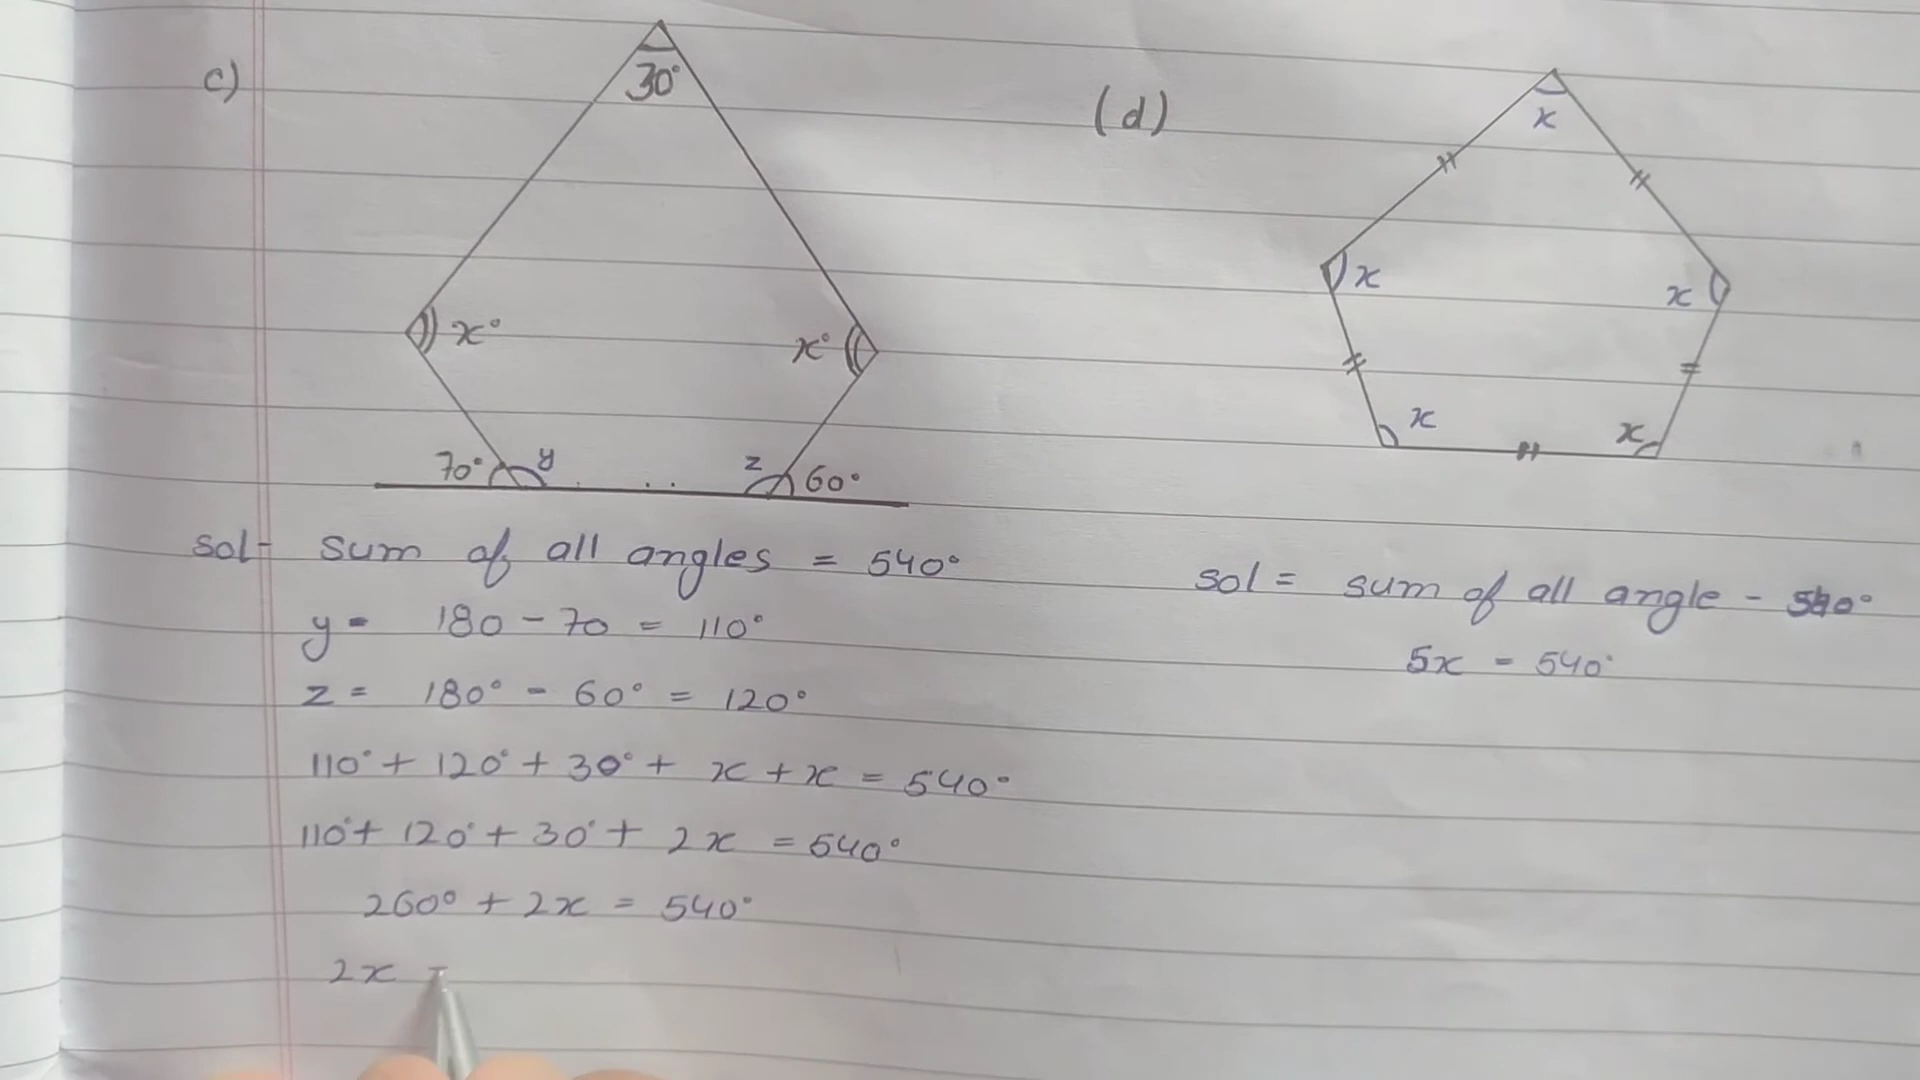 c)
30°
x° x°
70° y z 60°
sol- sum of all angles = 540°
y= 180 - 70 = 110°
z = 180° - 60° = 120°
110° + 120° + 30° + x + x = 540°
110° + 120° + 30° + 2x = 540°
260° + 2x = 540°
2x
(d)
x
x x
x x
sol = sum of all angle - 540°
5x = 540°